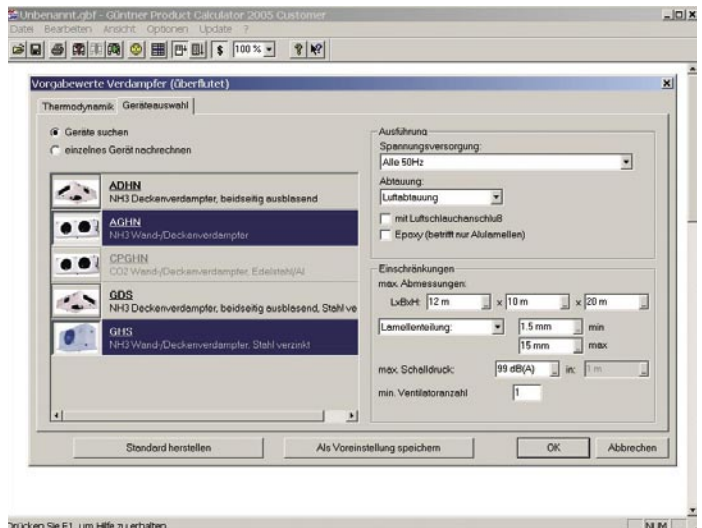 Unbenannt.gbf - Güntner Product Calculator 2005 Customer
Datei Bearbeiten Ansicht Optionen Update ?
$ 100 %
Vorgabewerte Verdampfer (überflutet)
Thermodynamik Geräteauswahl
Geräte suchen
einzelnes Gerät nachrechnen
ADHN
NH3 Deckenverdampfer, beidseitig ausblasend
AGHN
NH3 Wand-/Deckenverdampfer
CPGHN
CO2 Wand-/Deckenverdampfer, Edelstahl/Al
GDS
NH3 Deckenverdampfer, beidseitig ausblasend, Stahl ve
GHS
NH3 Wand-/Deckenverdampfer, Stahl verzinkt
Ausführung
Spannungsversorgung:
Alle 50Hz
Abtauung:
Luftabtauung
mit Luftschlauchanschluß
Epoxy (betrifft nur Alulamellen)
Einschränkungen
max. Abmessungen:
LxBxH: 12 m x 10 m x 20 m
Lamellenteilung: 1.5 mm min
15 mm max
max. Schalldruck: 99 dB(A) in: 1 m
min. Ventilatoranzahl 1
Standard herstellen Als Voreinstellung speichern OK Abbrechen
Drücken Sie F1, um Hilfe zu erhalten. NUM